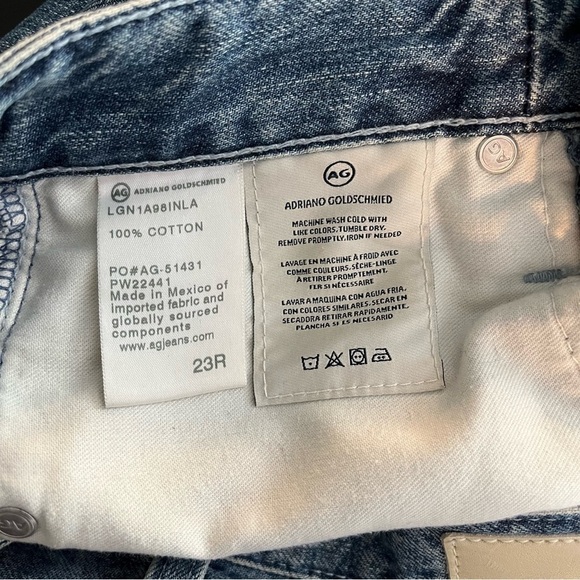 AG ADRIANO GOLDSCHMIED
LGN1A98INLA
100% COTTON
PO#AG-51431
PW22441
Made in Mexico of
imported fabric and
globally sourced
components
www.agjeans.com
23R
AG
ADRIANO GOLDSCHMIED
MACHINE WASH COLD WITH
LIKE COLORS. TUMBLE DRY.
REMOVE PROMPTLY. IRON IF NEEDED
LAVAGE EN MACHINE À FROID AVEC
COMME COULEURS. SÈCHE-LINGE
À RETIRER PROMPTEMENT.
FER SI NÉCESSAIRE
LAVAR A MAQUINA CON AGUA FRIA.
CON COLORES SIMILARES. SECAR EN
SECADORA RETIRAR RAPIDAMENTE.
PLANCHA SI ES NECESARIO